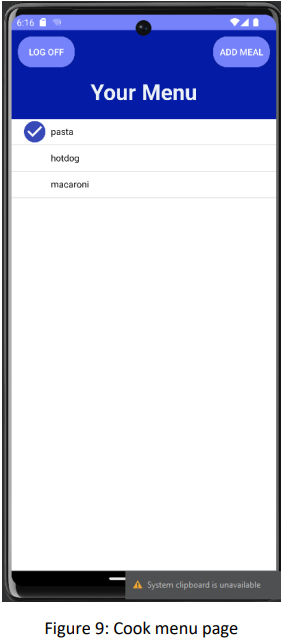 6:16
LOG OFF
ADD MEAL
Your Menu
pasta
hotdog
macaroni
System clipboard is unavailable
Figure 9: Cook menu page